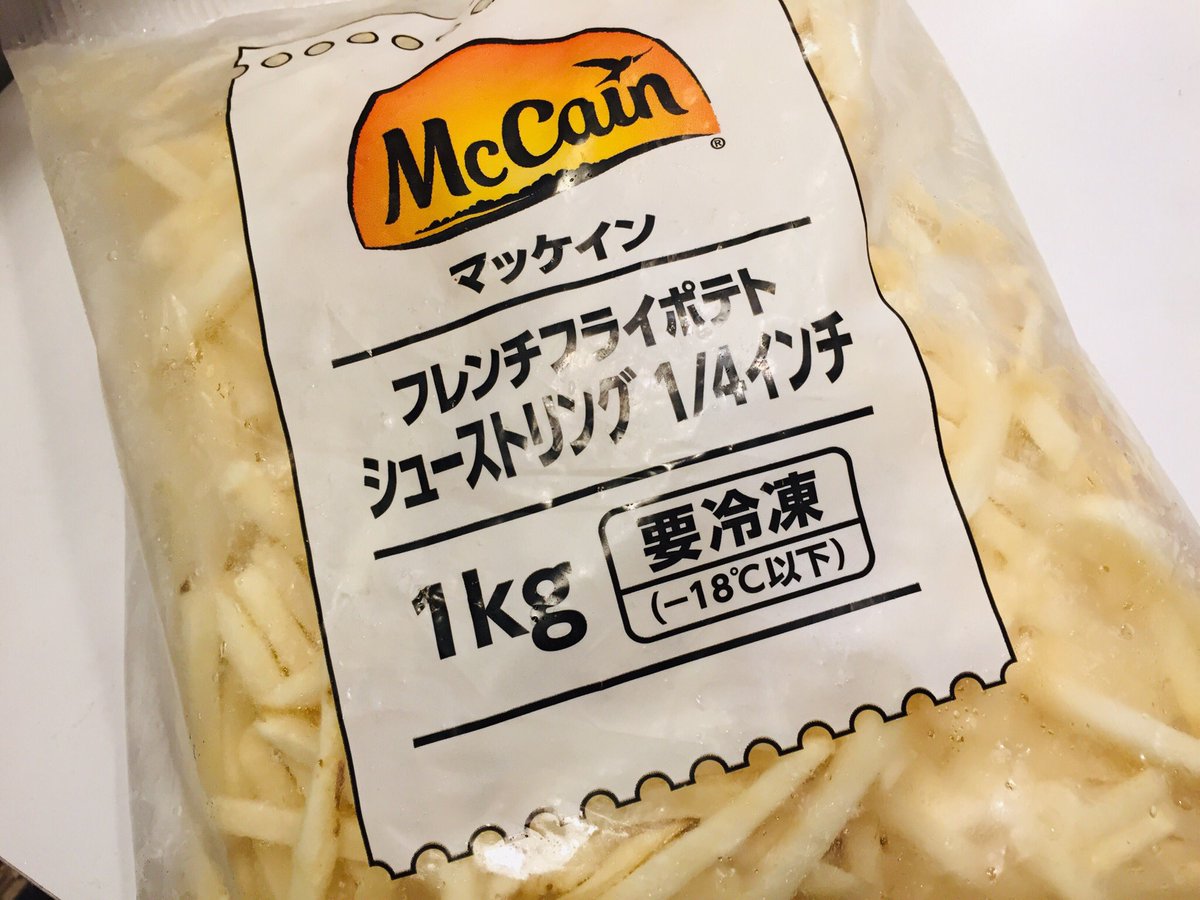 McCain
®
マッケイン
フレンチフライポテト
シューストリング 1/4インチ
1kg
要冷凍
(-18℃以下)